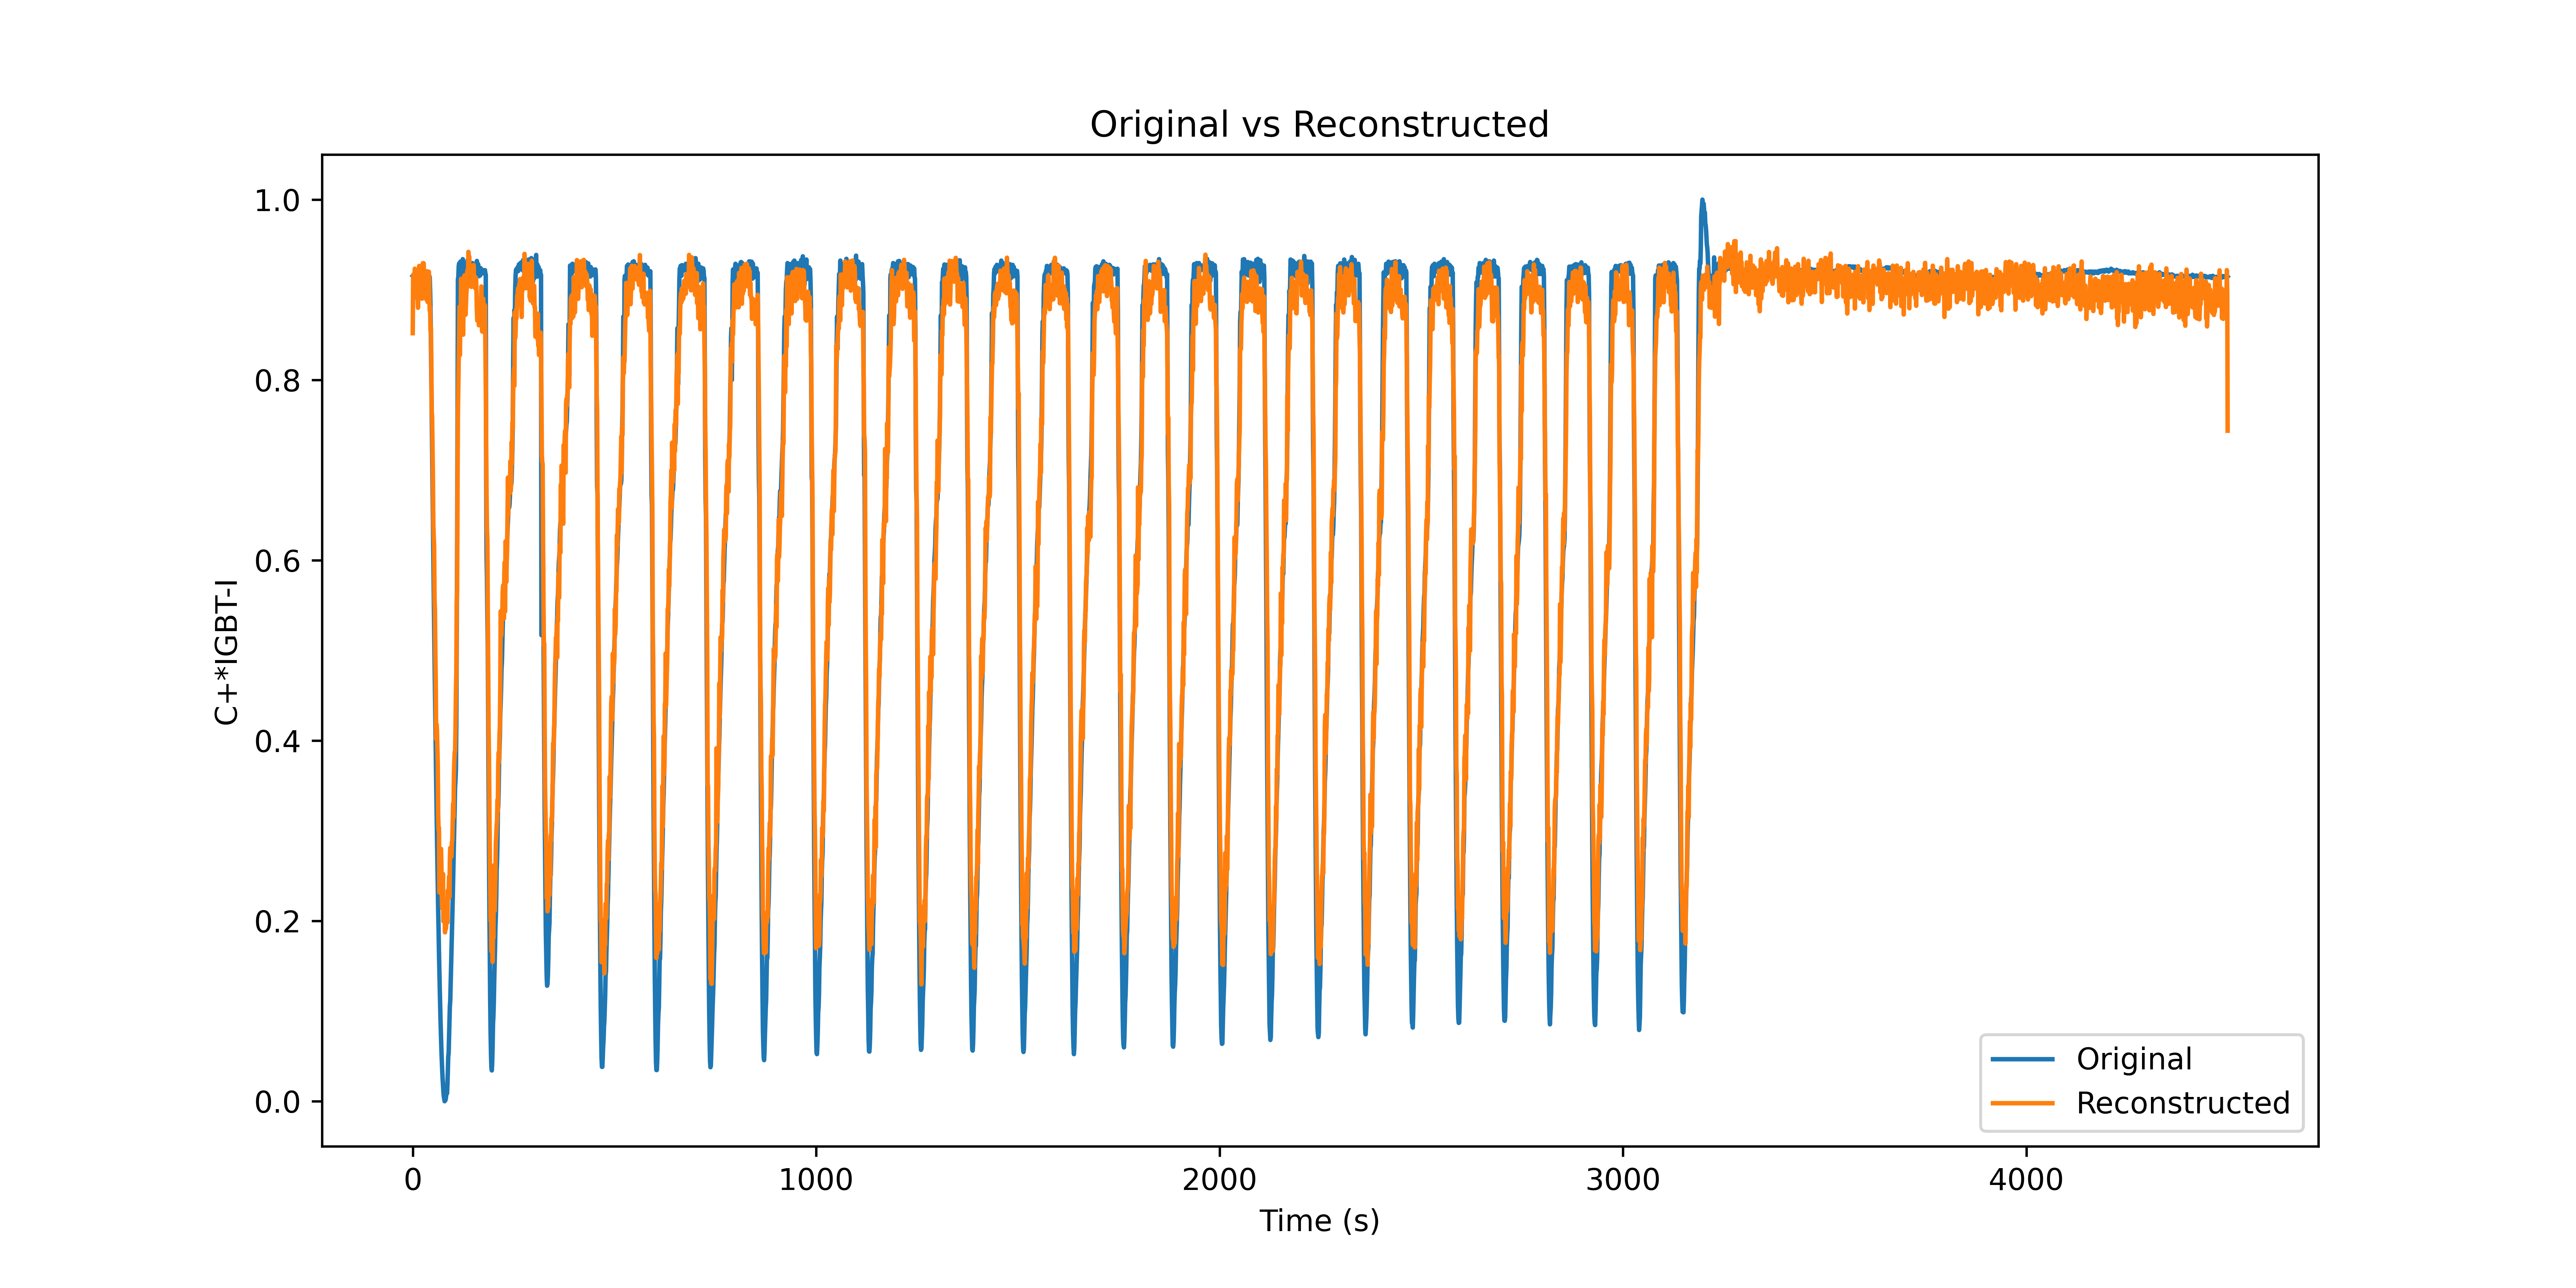 Original vs Reconstructed
1.0
0.8
0.6
0.4
0.2
0.0
C+*IGBT-I
0 1000 2000 3000 4000
Time (s)
Original
Reconstructed